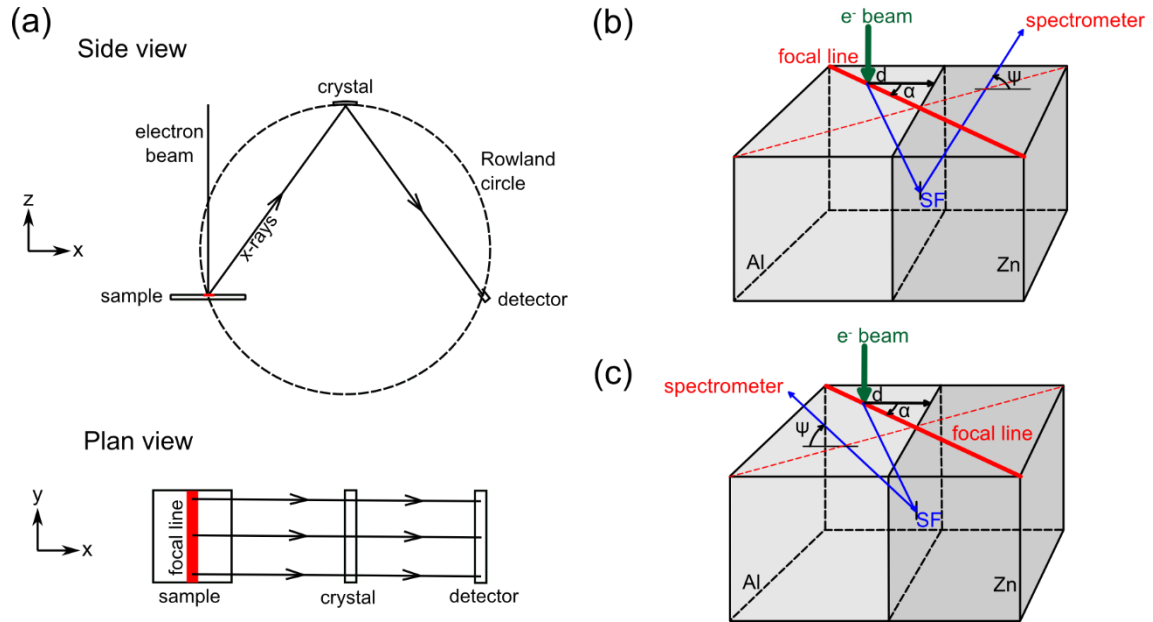 (a)
Side view
crystal
electron
beam
Rowland
circle
z
x
x-rays
sample
detector
Plan view
y
x
focal line
sample
crystal
detector
(b)
e⁻ beam
spectrometer
focal line
d
α
ψ
SF
Al
Zn
(c)
e⁻ beam
spectrometer
d
α
ψ
focal line
SF
Al
Zn